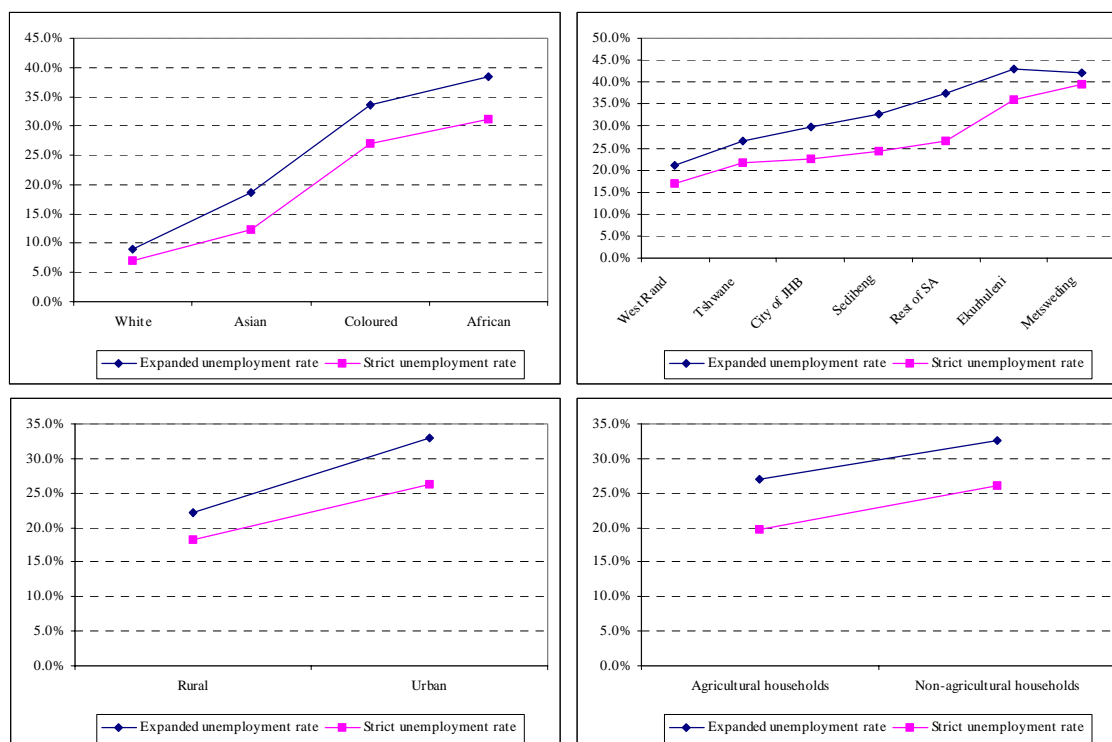 45.0%
40.0%
35.0%
30.0%
25.0%
20.0%
15.0%
10.0%
5.0%
0.0%
White Asian Coloured African
Expanded unemployment rate Strict unemployment rate
50.0%
45.0%
40.0%
35.0%
30.0%
25.0%
20.0%
15.0%
10.0%
5.0%
0.0%
West Rand
Tshwane
City of JHB
Sedibeng
Rest of SA
Ekurhuleni
Metsweding
Expanded unemployment rate Strict unemployment rate
35.0%
30.0%
25.0%
20.0%
15.0%
10.0%
5.0%
0.0%
Rural Urban
Expanded unemployment rate Strict unemployment rate
35.0%
30.0%
25.0%
20.0%
15.0%
10.0%
5.0%
0.0%
Agricultural households Non-agricultural households
Expanded unemployment rate Strict unemployment rate